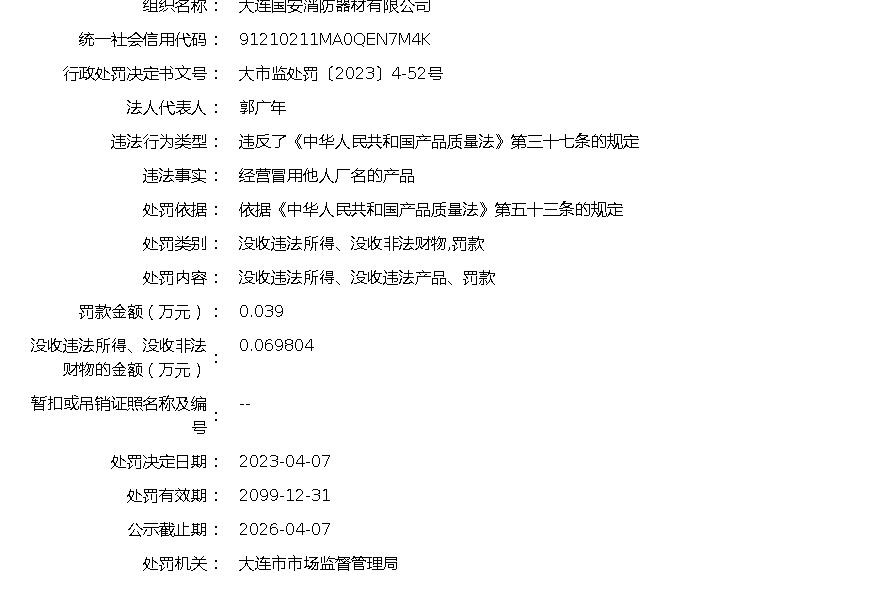 组织名称： 大连国安消防器材有限公司
统一社会信用代码： 91210211MA0QEN7M4K
行政处罚决定书文号： 大市监处罚〔2023〕4-52号
法人代表人： 郭广年
违法行为类型： 违反了《中华人民共和国产品质量法》第三十七条的规定
违法事实： 经营冒用他人厂名的产品
处罚依据： 依据《中华人民共和国产品质量法》第五十三条的规定
处罚类别： 没收违法所得、没收非法财物,罚款
处罚内容： 没收违法所得、没收违法产品、罚款
罚款金额（万元）： 0.039
没收违法所得、没收非法
财物的金额（万元）： 0.069804
暂扣或吊销证照名称及编
号： --
处罚决定日期： 2023-04-07
处罚有效期： 2099-12-31
公示截止期： 2026-04-07
处罚机关： 大连市市场监督管理局